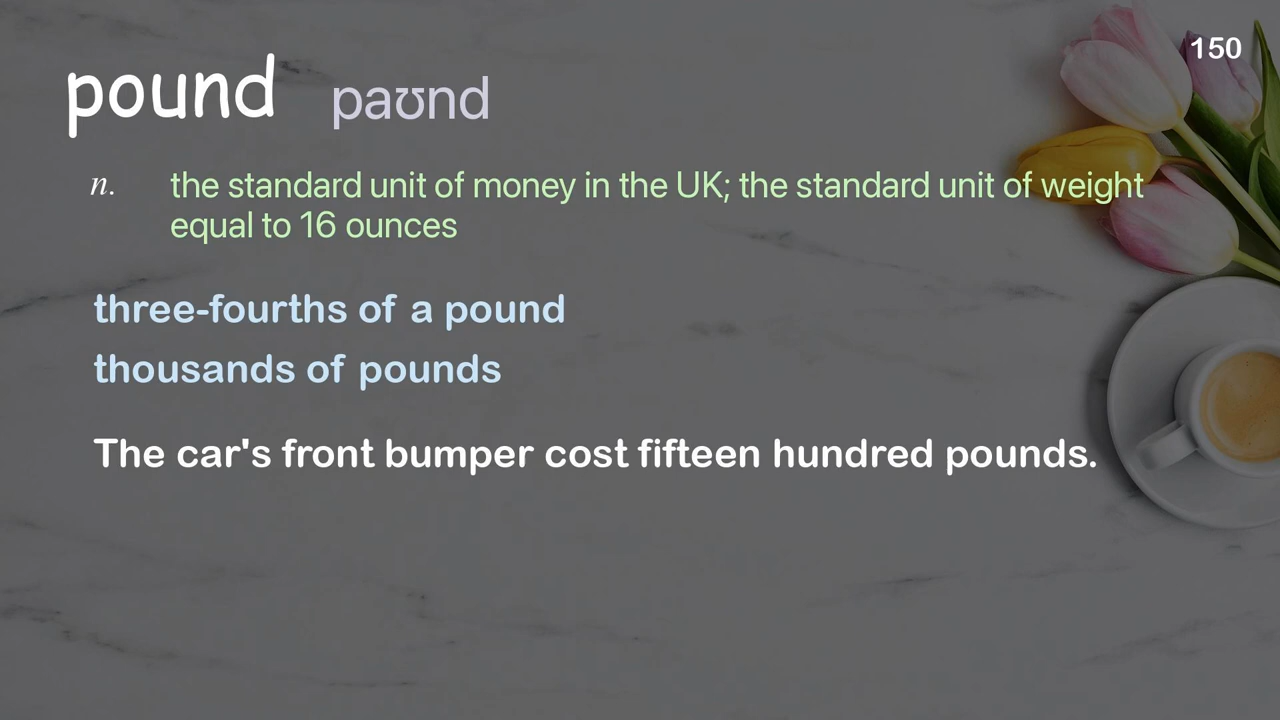 150
pound paʊnd
n. the standard unit of money in the UK; the standard unit of weight
equal to 16 ounces
three-fourths of a pound
thousands of pounds
The car's front bumper cost fifteen hundred pounds.